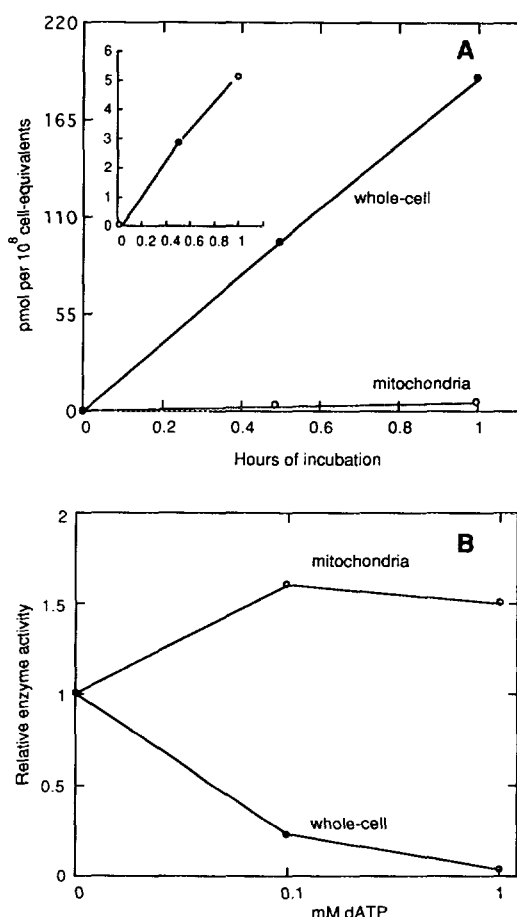 A
pmol per 10⁸ cell-equivalents
220
165
110
55
0
6
5
4
3
2
1
0
0 0.2 0.4 0.6 0.8 1
whole-cell
mitochondria
0 0.2 0.4 0.6 0.8 1
Hours of incubation
B
Relative enzyme activity
2
1.5
1
0.5
0
mitochondria
whole-cell
0 0.1 1
mM dATP